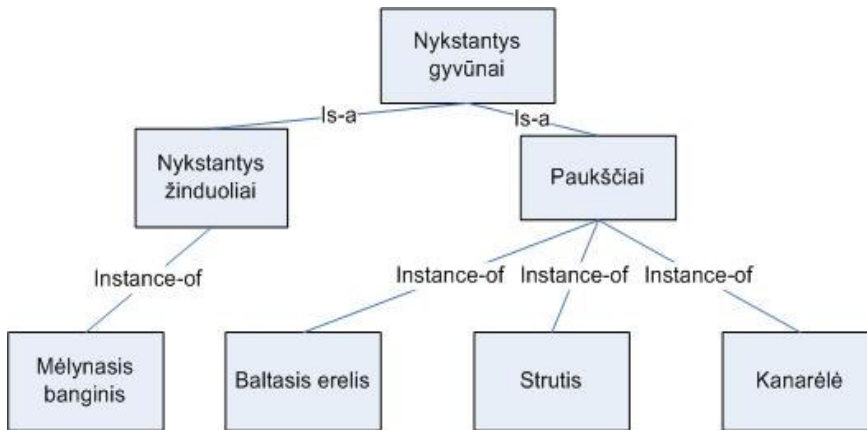 Nykstantys
gyvūnai
Is-a
Is-a
Nykstantys
žinduoliai
Paukščiai
Instance-of
Instance-of
Instance-of
Instance-of
Mėlynasis
banginis
Baltasis erelis
Strutis
Kanarėlė